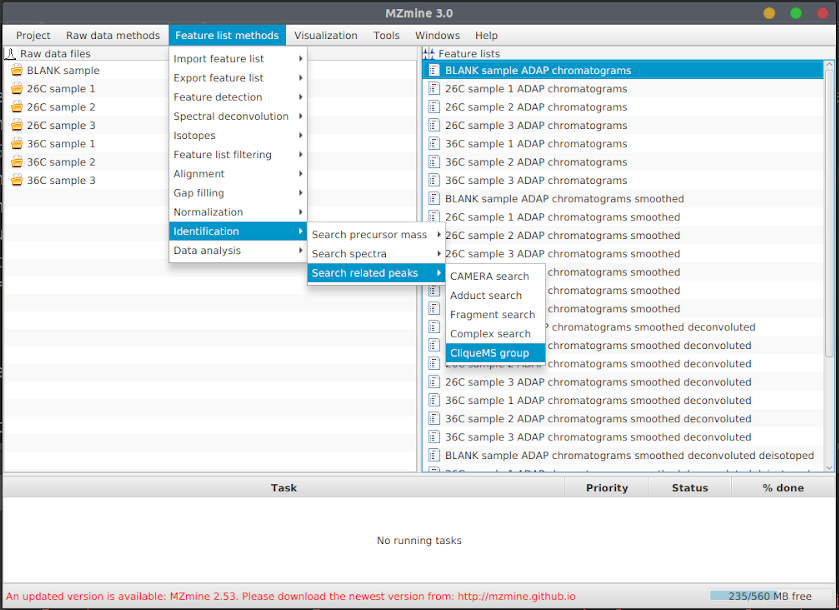 MZmine 3.0
Project Raw data methods Feature list methods Visualization Tools Windows Help
Raw data files
BLANK sample
26C sample 1
26C sample 2
26C sample 3
36C sample 1
36C sample 2
36C sample 3
Import feature list
Export feature list
Feature detection
Spectral deconvolution
Isotopes
Feature list filtering
Alignment
Gap filling
Normalization
Identification
Data analysis
Search precursor mass
Search spectra
Search related peaks
CAMERA search
Adduct search
Fragment search
Complex search
CliqueMS group
Feature lists
BLANK sample ADAP chromatograms
26C sample 1 ADAP chromatograms
26C sample 2 ADAP chromatograms
26C sample 3 ADAP chromatograms
36C sample 1 ADAP chromatograms
36C sample 2 ADAP chromatograms
36C sample 3 ADAP chromatograms
BLANK sample ADAP chromatograms smoothed
26C sample 1 ADAP chromatograms smoothed
26C sample 2 ADAP chromatograms smoothed
26C sample 3 ADAP chromatograms smoothed
chromatograms smoothed
chromatograms smoothed
chromatograms smoothed
chromatograms smoothed deconvoluted
chromatograms smoothed deconvoluted
26C sample 2 ADAP chromatograms smoothed deconvoluted
26C sample 3 ADAP chromatograms smoothed deconvoluted
36C sample 1 ADAP chromatograms smoothed deconvoluted
36C sample 2 ADAP chromatograms smoothed deconvoluted
36C sample 3 ADAP chromatograms smoothed deconvoluted
BLANK sample ADAP chromatograms smoothed deconvoluted deisotoped
26C sample 1 ADAP chromatograms smoothed deconvoluted deisotoped
Task Priority Status % done
No running tasks
An updated version is available: MZmine 2.53. Please download the newest version from: http://mzmine.github.io
235/560 MB free